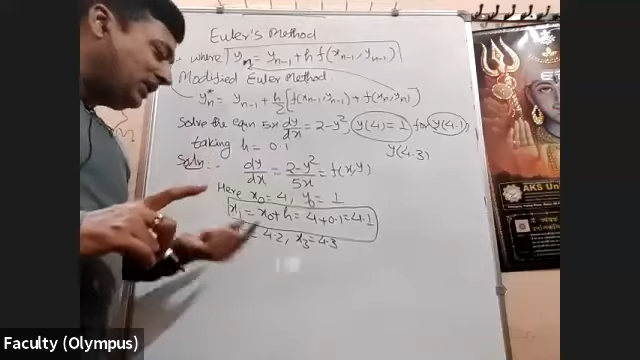 Euler's Method
where y_n = y_{n-1} + h f(x_{n-1}, y_{n-1})
Modified Euler Method
y_n^* = y_{n-1} + h/2 [f(x_{n-1}, y_{n-1}) + f(x_n, y_n)]
Solve the eqn 5x dy/dx = 2-y², y(4)=1 for y(4.1),
taking h = 0.1 y(4.3)
Soln:- dy/dx = (2-y²)/5x = f(x,y)
Here x_0 = 4, y_0 = 1
x_1 = x_0 + h = 4 + 0.1 = 4.1
= 4.2, x_3 = 4.3
AKS Uni
Faculty (Olympus)